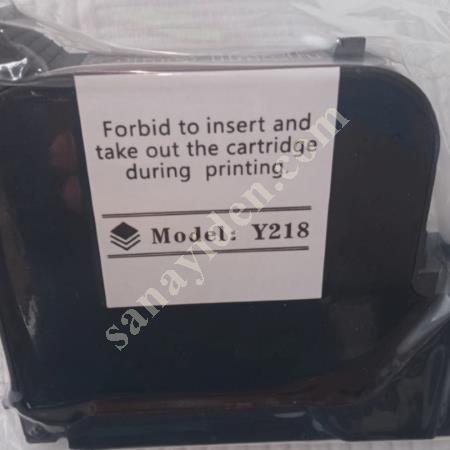 Forbid to insert and
take out the cartridge
during printing.
Model: Y218
sanayiden.com